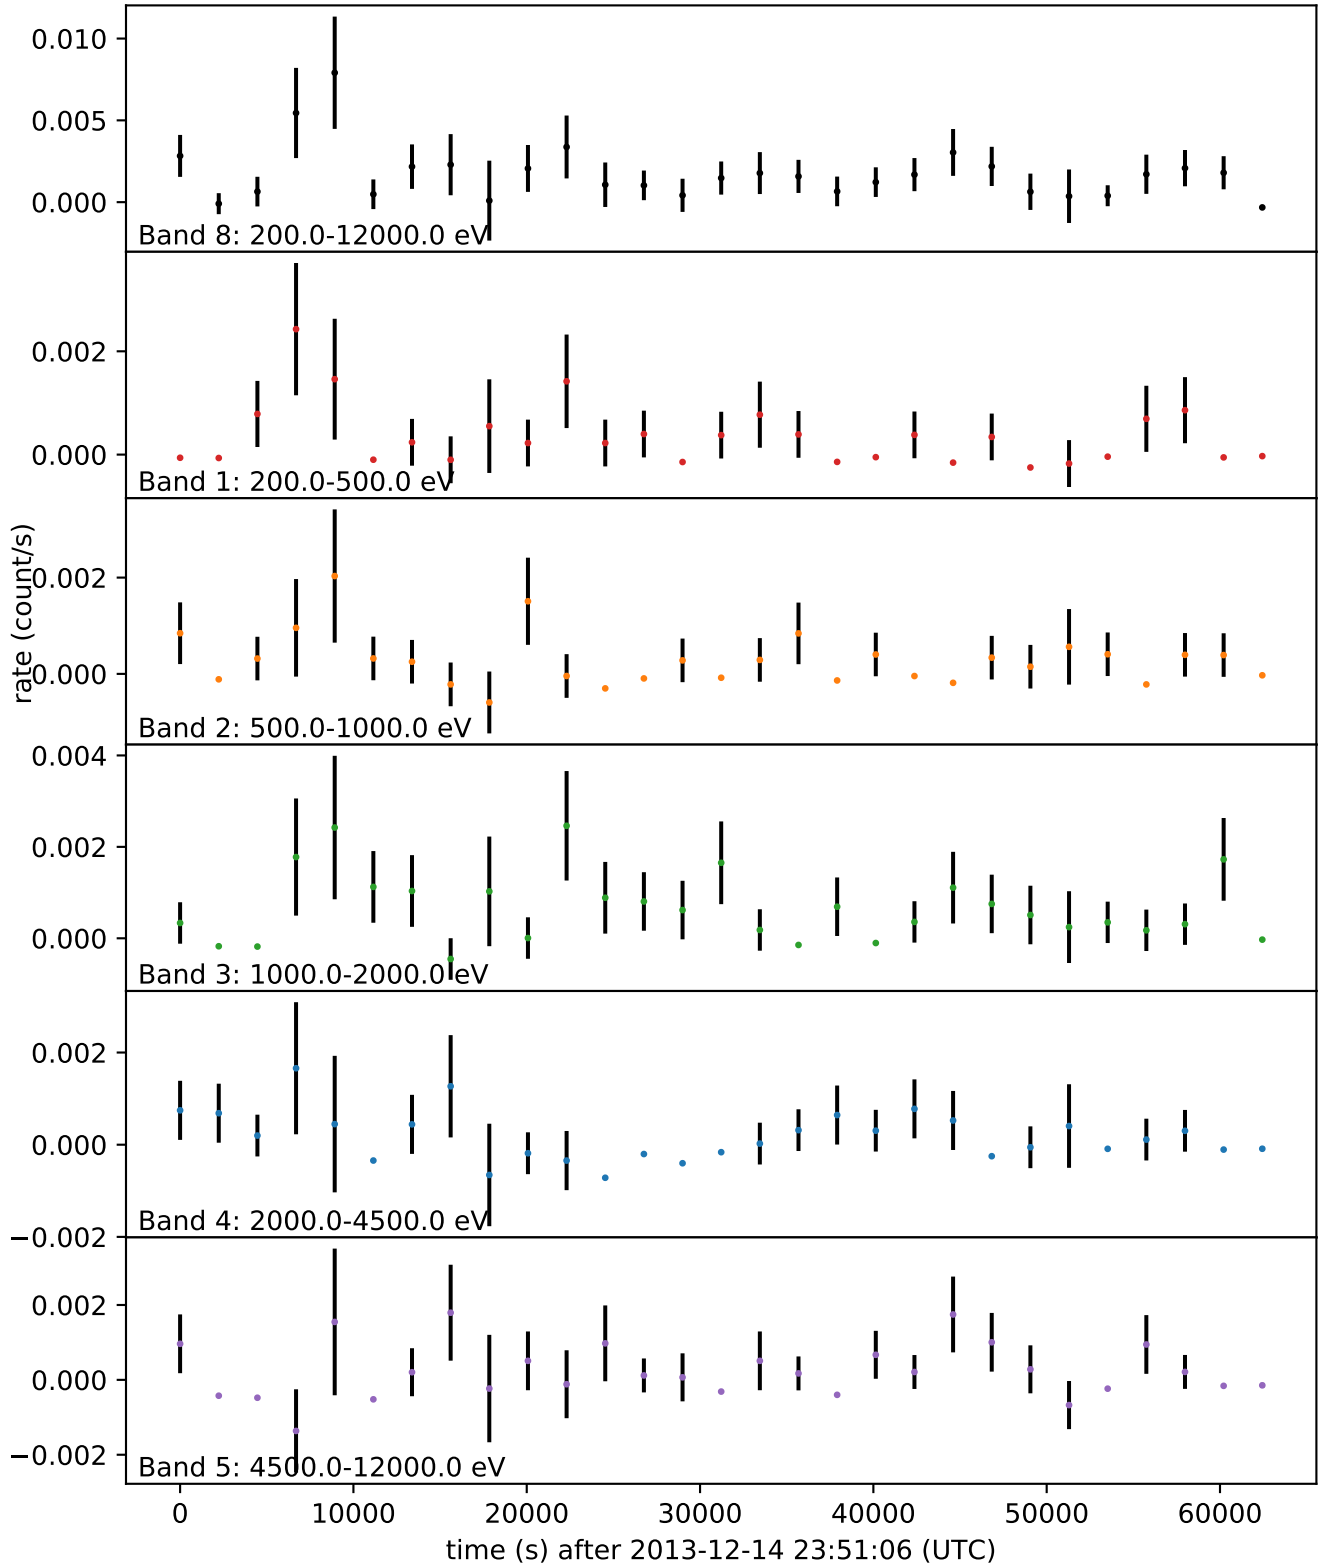 0.010
0.005
0.000
Band 8: 200.0-12000.0 eV
0.002
0.000
Band 1: 200.0-500.0 eV
rate (count/s)
0.002
0.000
Band 2: 500.0-1000.0 eV
0.004
0.002
0.000
Band 3: 1000.0-2000.0 eV
0.002
0.000
−0.002
Band 4: 2000.0-4500.0 eV
0.002
0.000
−0.002
Band 5: 4500.0-12000.0 eV
0 10000 20000 30000 40000 50000 60000
time (s) after 2013-12-14 23:51:06 (UTC)